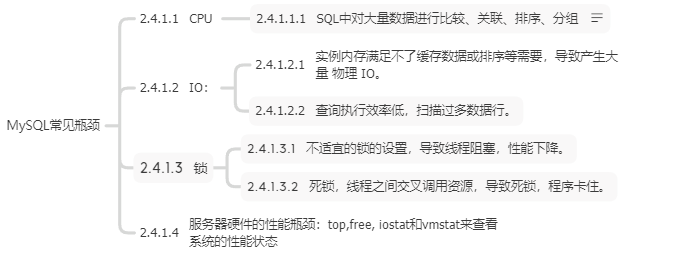 MySQL常见瓶颈
2.4.1.1 CPU
2.4.1.1.1 SQL中对大量数据进行比较、关联、排序、分组
2.4.1.2 IO：
2.4.1.2.1 实例内存满足不了缓存数据或排序等需要，导致产生大
量 物理 IO。
2.4.1.2.2 查询执行效率低，扫描过多数据行。
2.4.1.3 锁
2.4.1.3.1 不适宜的锁的设置，导致线程阻塞，性能下降。
2.4.1.3.2 死锁，线程之间交叉调用资源，导致死锁，程序卡住。
2.4.1.4 服务器硬件的性能瓶颈：top,free, iostat和vmstat来查看
系统的性能状态